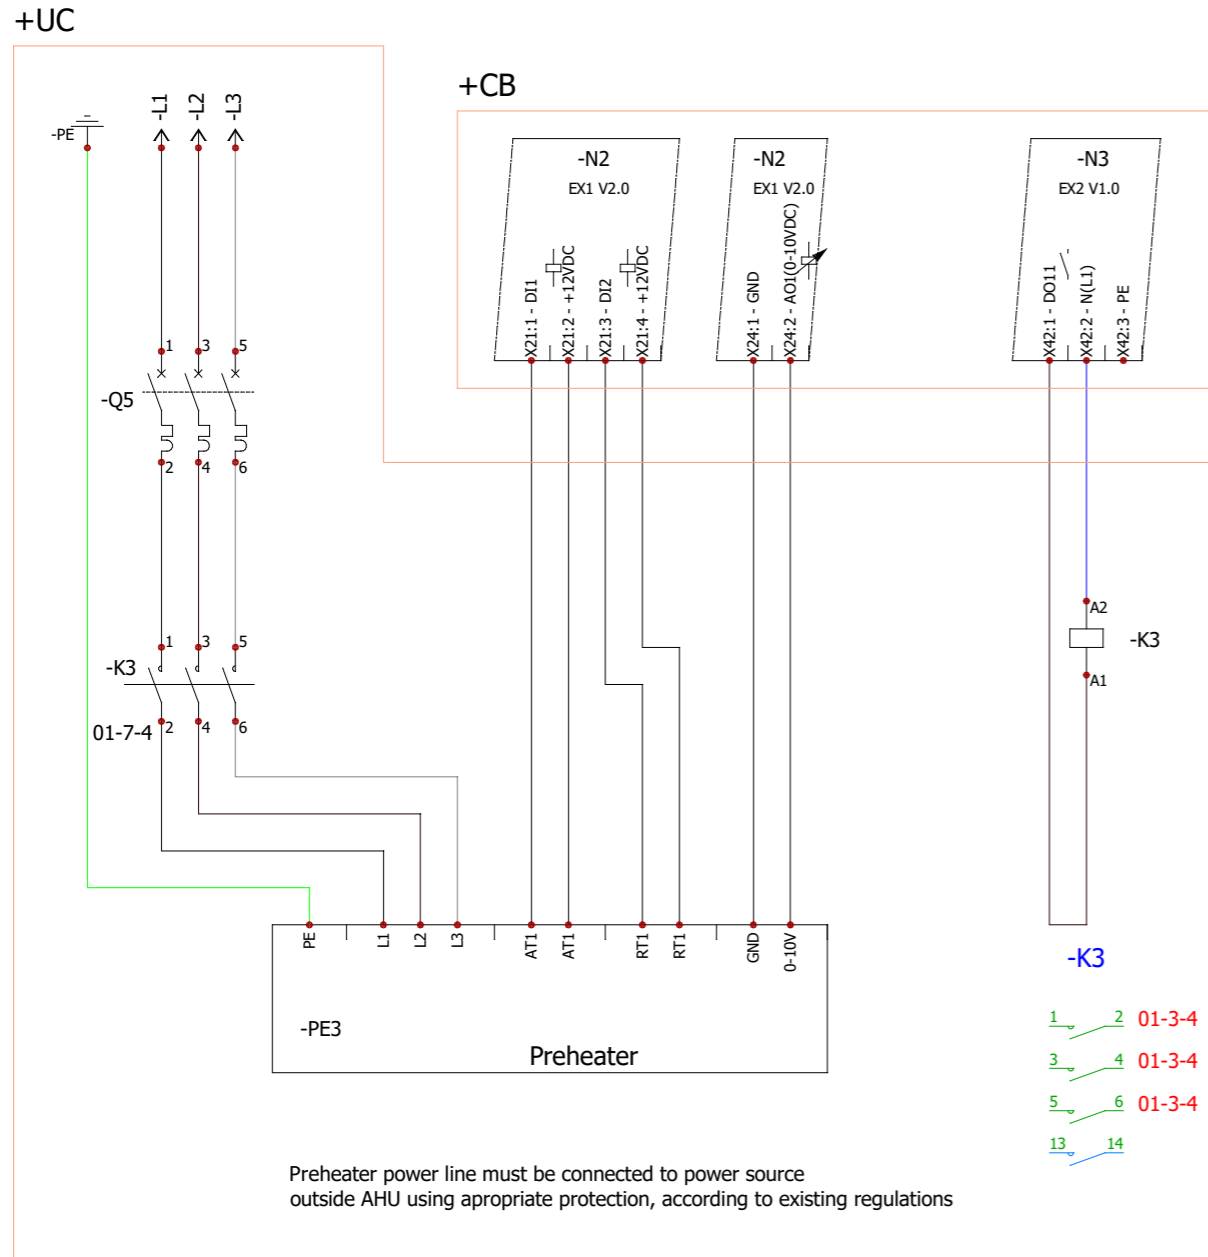 +UC
+CB
-PE
-L1
-L2
-L3
-N2
EX1 V2.0
X21:1 - DI1
X21:2 - +12VDC
X21:3 - DI2
X21:4 - +12VDC
-N2
EX1 V2.0
X24:1 - GND
X24:2 - AO1(0-10VDC)
-N3
EX2 V1.0
X42:1 - DO11
X42:2 - N(L1)
X42:3 - PE
1
3
5
-Q5
2
4
6
1
3
5
-K3
01-7-4
2
4
6
A2
-K3
A1
PE
L1
L2
L3
AT1
AT1
RT1
RT1
GND
0-10V
-PE3
Preheater
-K3
1 2 01-3-4
3 4 01-3-4
5 6 01-3-4
13 14
Preheater power line must be connected to power source
outside AHU using apropriate protection, according to existing regulations